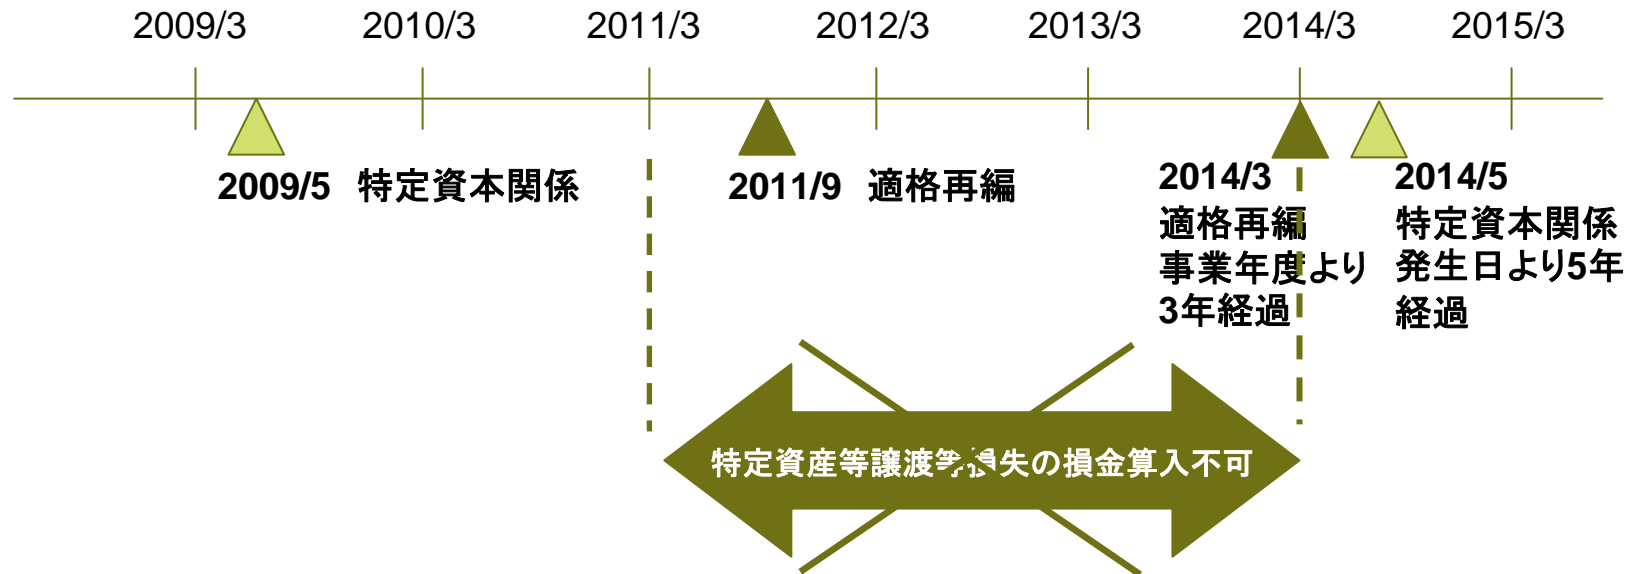 2009/3 2010/3 2011/3 2012/3 2013/3 2014/3 2015/3
2009/5 特定資本関係
2011/9 適格再編
2014/3
適格再編
事業年度より
3年経過
2014/5
特定資本関係
発生日より5年
経過
特定資産等譲渡等損失の損金算入不可